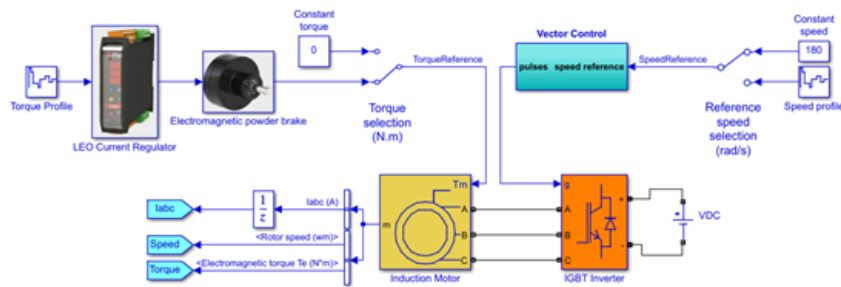 Constant
torque
0
Vector Control
Constant
speed
180
TorqueReference
pulses speed reference
SpeedReference
Torque Profile
Electromagnetic powder brake
LEO Current Regulator
Torque
selection
(N.m)
Reference
speed
selection
(rad/s)
Speed profile
Tm
g
Iabc
1
z
Iabc (A)
A
A
+
VDC
+
Speed
<Rotor speed (wm)>
m
B
B
-
Torque
<Electromagnetic torque Te (N*m)>
C
C
Induction Motor
IGBT Inverter